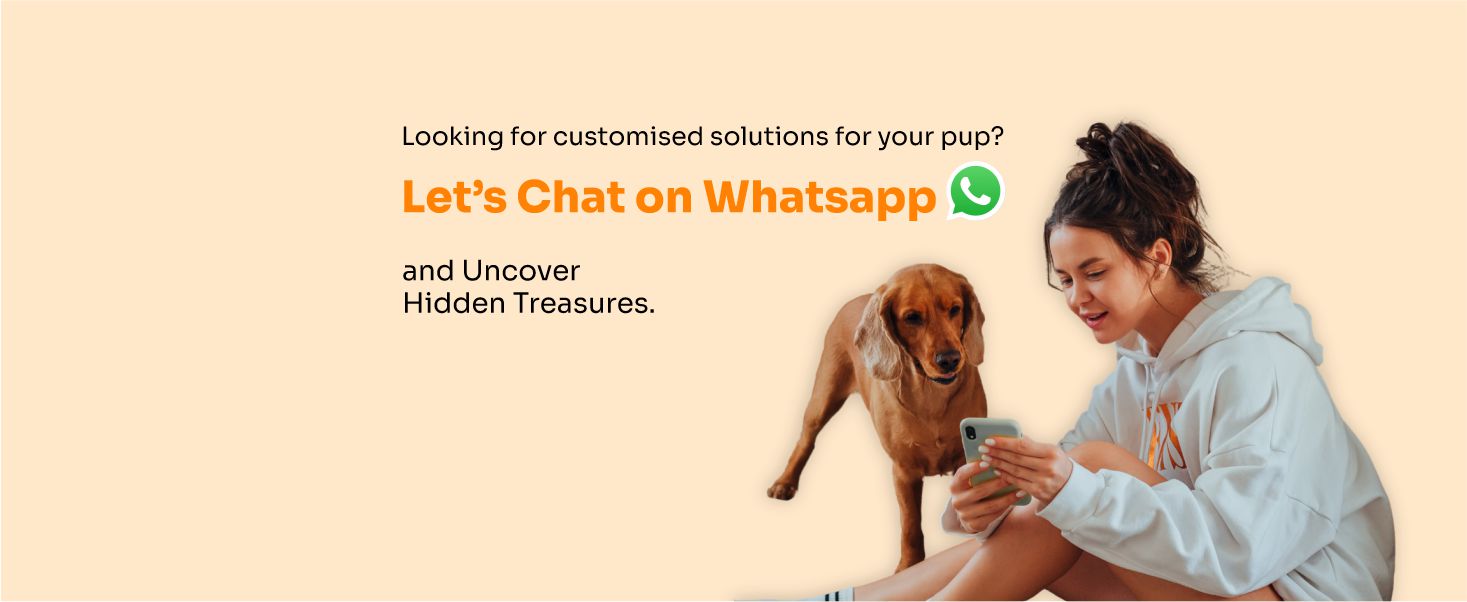 Looking for customised solutions for your pup?
Let's Chat on Whatsapp
and Uncover
Hidden Treasures.